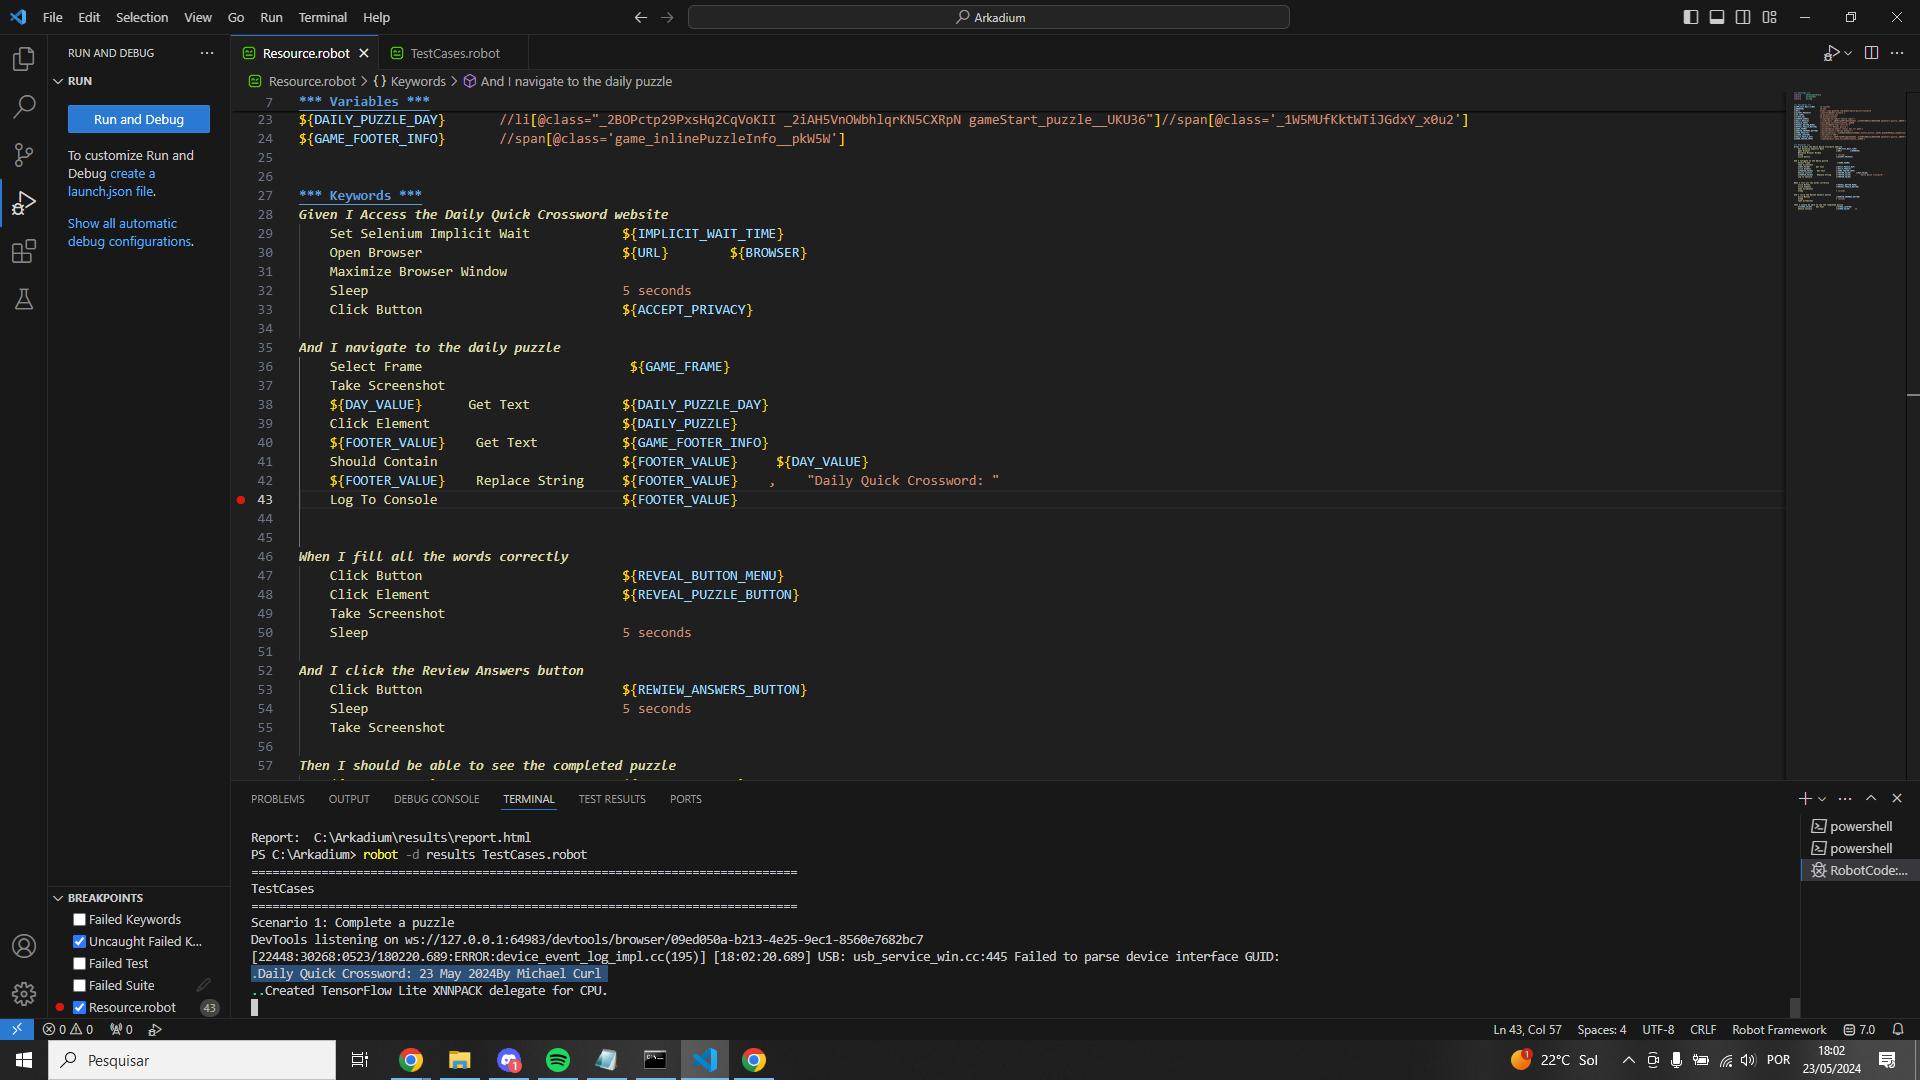 File Edit Selection View Go Run Terminal Help
Arkadium
RUN AND DEBUG
Resource.robot
TestCases.robot
RUN
Run and Debug
To customize Run and
Debug create a
launch.json file.
Show all automatic
debug configurations.
Resource.robot > {} Keywords > And I navigate to the daily puzzle
7 *** Variables ***
23 ${DAILY_PUZZLE_DAY} //li[@class="_2BOPctp29PxsHq2CqVoKII _2iAH5VnOWbhlqrKN5CXRpN gameStart_puzzle__UKU36"]//span[@class='_1W5MUfKktWTiJGdxY_x0u2']
24 ${GAME_FOOTER_INFO} //span[@class='game_inlinePuzzleInfo__pkW5W']
25
26
27 *** Keywords ***
28 Given I Access the Daily Quick Crossword website
29 Set Selenium Implicit Wait ${IMPLICIT_WAIT_TIME}
30 Open Browser ${URL} ${BROWSER}
31 Maximize Browser Window
32 Sleep 5 seconds
33 Click Button ${ACCEPT_PRIVACY}
34
35 And I navigate to the daily puzzle
36 Select Frame ${GAME_FRAME}
37 Take Screenshot
38 ${DAY_VALUE} Get Text ${DAILY_PUZZLE_DAY}
39 Click Element ${DAILY_PUZZLE}
40 ${FOOTER_VALUE} Get Text ${GAME_FOOTER_INFO}
41 Should Contain ${FOOTER_VALUE} ${DAY_VALUE}
42 ${FOOTER_VALUE} Replace String ${FOOTER_VALUE} , "Daily Quick Crossword: "
43 Log To Console ${FOOTER_VALUE}
44
45
46 When I fill all the words correctly
47 Click Button ${REVEAL_BUTTON_MENU}
48 Click Element ${REVEAL_PUZZLE_BUTTON}
49 Take Screenshot
50 Sleep 5 seconds
51
52 And I click the Review Answers button
53 Click Button ${REWIEW_ANSWERS_BUTTON}
54 Sleep 5 seconds
55 Take Screenshot
56
57 Then I should be able to see the completed puzzle
PROBLEMS OUTPUT DEBUG CONSOLE TERMINAL TEST RESULTS PORTS
Report: C:\Arkadium\results\report.html
PS C:\Arkadium> robot -d results TestCases.robot
==============================================================================
TestCases
==============================================================================
Scenario 1: Complete a puzzle
DevTools listening on ws://127.0.0.1:64983/devtools/browser/09ed050a-b213-4e25-9ec1-8560e7682bc7
[22448:30268:0523/180220.689:ERROR:device_event_log_impl.cc(195)] [18:02:20.689] USB: usb_service_win.cc:445 Failed to parse device interface GUID:
.Daily Quick Crossword: 23 May 2024By Michael Curl
..Created TensorFlow Lite XNNPACK delegate for CPU.
powershell
powershell
RobotCode:...
BREAKPOINTS
Failed Keywords
Uncaught Failed K...
Failed Test
Failed Suite
Resource.robot 43
0 0 0
Ln 43, Col 57 Spaces: 4 UTF-8 CRLF Robot Framework 7.0
Pesquisar
1
1
22°C Sol
POR
18:02
23/05/2024